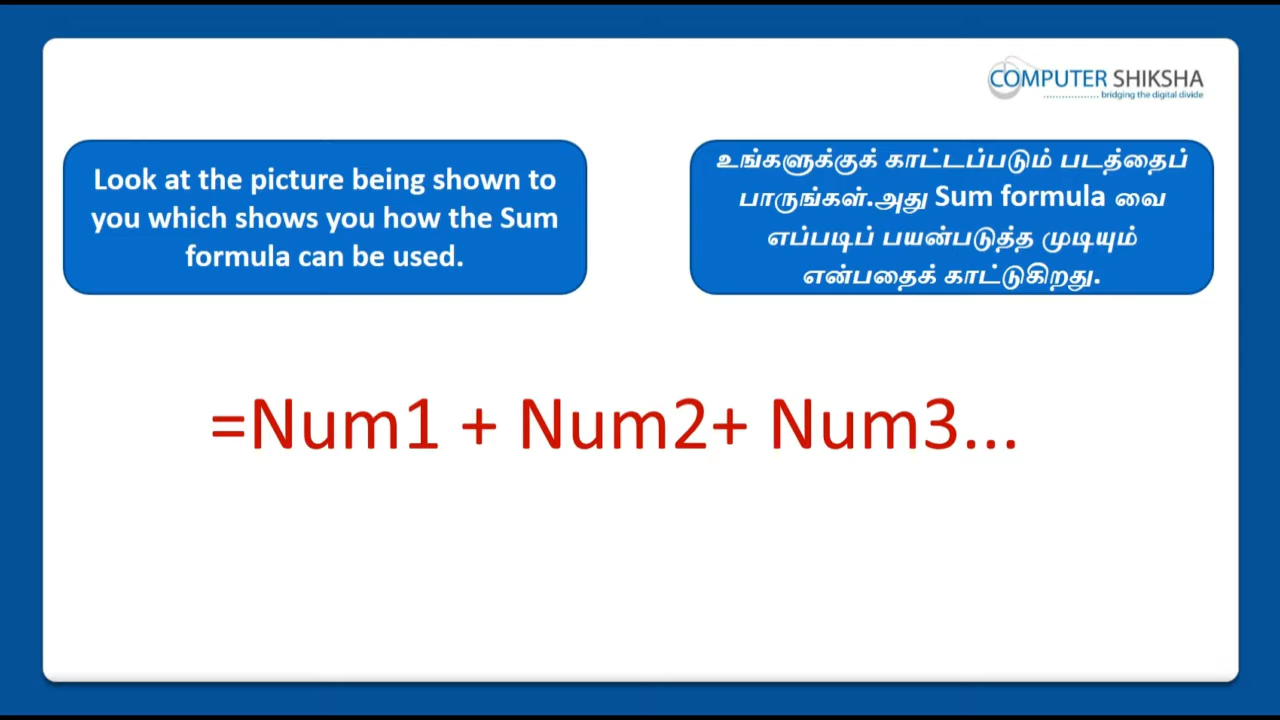 COMPUTER SHIKSHA
bridging the digital divide
Look at the picture being shown to
you which shows you how the Sum
formula can be used.
உங்களுக்குக் காட்டப்படும் படத்தைப்
பாருங்கள்.அது Sum formula வை
எப்படிப் பயன்படுத்த முடியும்
என்பதைக் காட்டுகிறது.
=Num1 + Num2+ Num3...